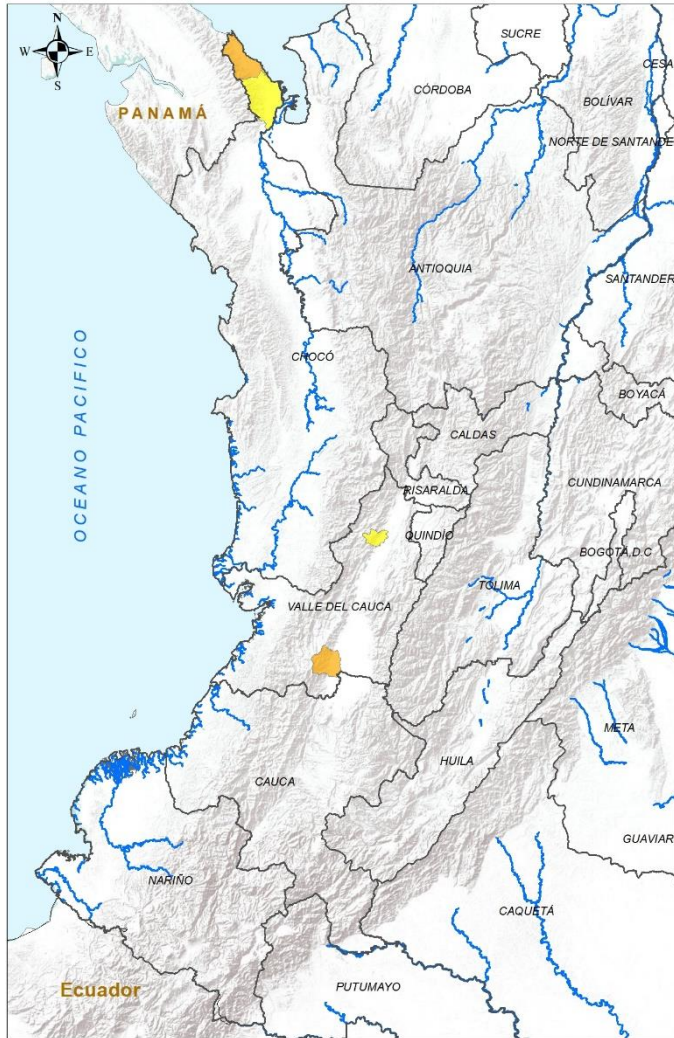 N
W E
S
SUCRE
CESA
CÓRDOBA
BOLÍVAR
PANAMÁ
NORTE DE SANTANDE
ANTIOQUIA
SANTANDER
OCEANO PACIFICO
CHOCÓ
BOYACÁ
CALDAS
CUNDINAMARCA
RISARALDA
QUINDÍO
BOGOTÁ, D.C
TOLIMA
VALLE DEL CAUCA
META
HUILA
CAUCA
GUAVIAR
NARIÑO
CAQUETÁ
Ecuador
PUTUMAYO